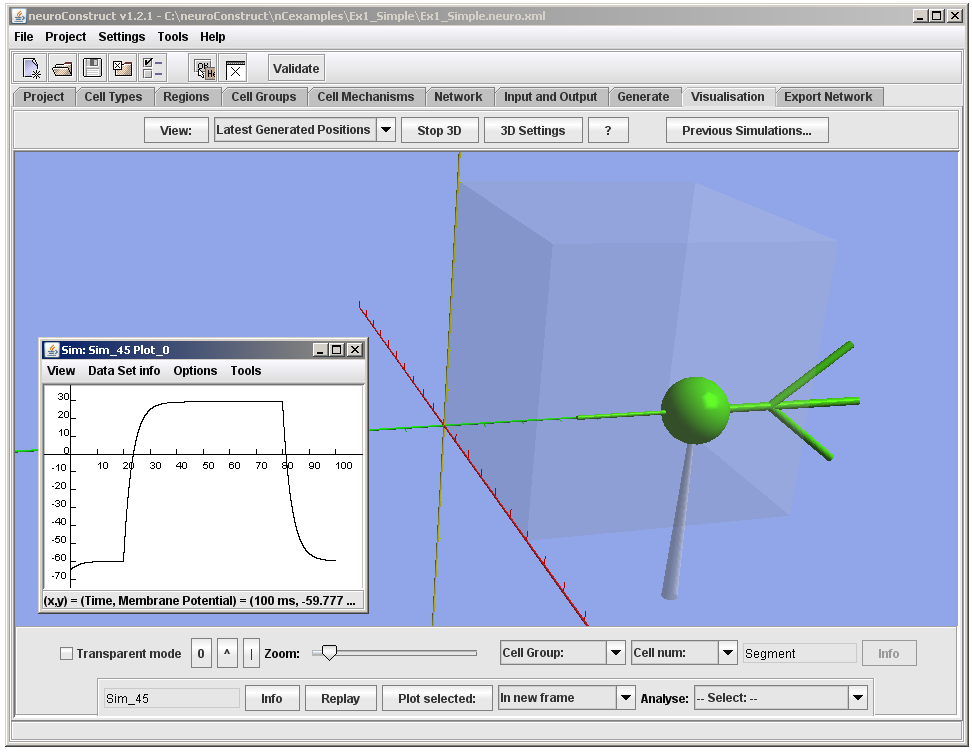 neuroConstruct v1.2.1 - C:\neuroConstruct\nCexamples\Ex1_Simple\Ex1_Simple.neuro.xml
File Project Settings Tools Help
Validate
Project Cell Types Regions Cell Groups Cell Mechanisms Network Input and Output Generate Visualisation Export Network
View: Latest Generated Positions Stop 3D 3D Settings ? Previous Simulations...
Sim: Sim_45 Plot_0
View Data Set info Options Tools
30
20
10
0
10 20 30 40 50 60 70 80 90 100
-10
-20
-30
-40
-50
-60
-70
(x,y) = (Time, Membrane Potential) = (100 ms, -59.777 ...
Transparent mode 0 ^ | Zoom: Cell Group: Cell num: Segment Info
Sim_45 Info Replay Plot selected: In new frame Analyse: -- Select: --